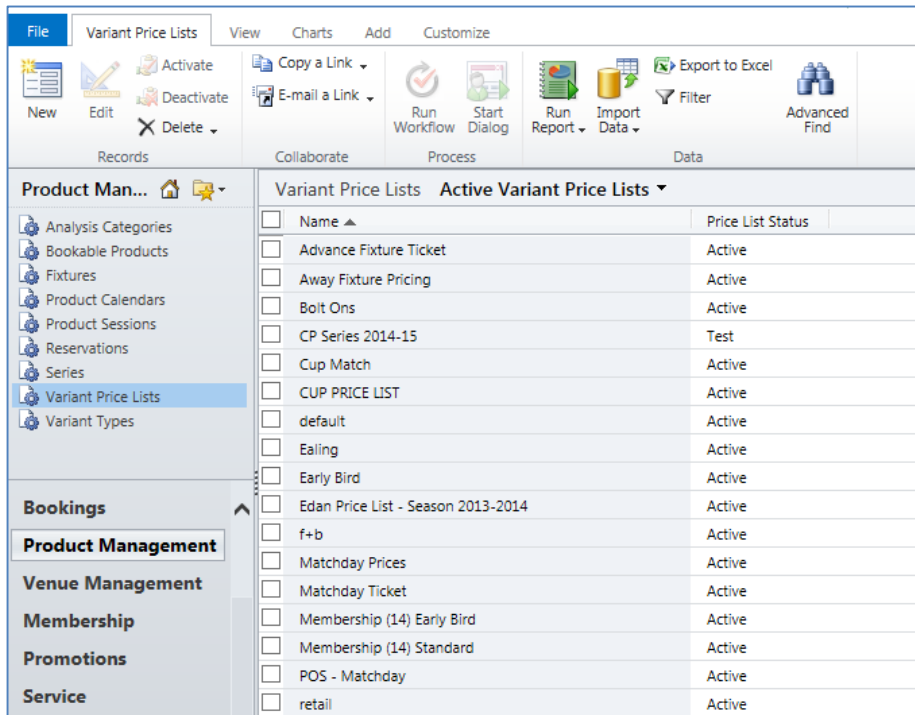 File Variant Price Lists View Charts Add Customize
New
Edit
Activate
Deactivate
Delete
Records
Copy a Link
E-mail a Link
Collaborate
Run Workflow
Start Dialog
Process
Run Report
Import Data
Export to Excel
Filter
Advanced Find
Data
Product Man...
Analysis Categories
Bookable Products
Fixtures
Product Calendars
Product Sessions
Reservations
Series
Variant Price Lists
Variant Types
Bookings
Product Management
Venue Management
Membership
Promotions
Service
Variant Price Lists Active Variant Price Lists
Name Price List Status
Advance Fixture Ticket Active
Away Fixture Pricing Active
Bolt Ons Active
CP Series 2014-15 Test
Cup Match Active
CUP PRICE LIST Active
default Active
Ealing Active
Early Bird Active
Edan Price List - Season 2013-2014 Active
f+b Active
Matchday Prices Active
Matchday Ticket Active
Membership (14) Early Bird Active
Membership (14) Standard Active
POS - Matchday Active
retail Active